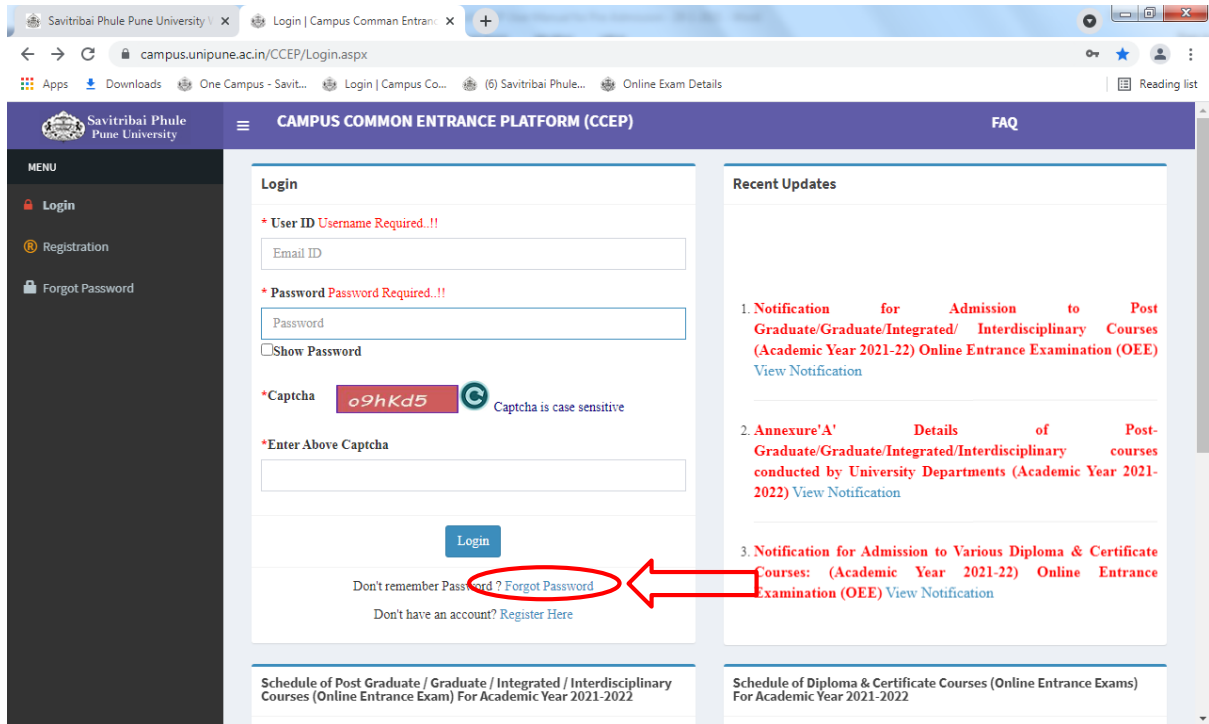 Savitribai Phule Pune University
Login | Campus Comman Entranc
campus.unipune.ac.in/CCEP/Login.aspx
Apps Downloads One Campus - Savit... Login | Campus Co... (6) Savitribai Phule... Online Exam Details Reading list
Savitribai Phule
Pune University
CAMPUS COMMON ENTRANCE PLATFORM (CCEP)
FAQ
MENU
Login
Registration
Forgot Password
Login
* User ID Username Required..!!
Email ID
* Password Password Required..!!
Password
Show Password
*Captcha o9hKd5 Captcha is case sensitive
*Enter Above Captcha
Login
Don't remember Password ? Forgot Password
Don't have an account? Register Here
Recent Updates
1. Notification for Admission to Post
Graduate/Graduate/Integrated/ Interdisciplinary Courses
(Academic Year 2021-22) Online Entrance Examination (OEE)
View Notification
2. Annexure'A' Details of Post-
Graduate/Graduate/Integrated/Interdisciplinary courses
conducted by University Departments (Academic Year 2021-
2022) View Notification
3. Notification for Admission to Various Diploma & Certificate
Courses: (Academic Year 2021-22) Online Entrance
Examination (OEE) View Notification
Schedule of Post Graduate / Graduate / Integrated / Interdisciplinary
Courses (Online Entrance Exam) For Academic Year 2021-2022
Schedule of Diploma & Certificate Courses (Online Entrance Exams)
For Academic Year 2021-2022